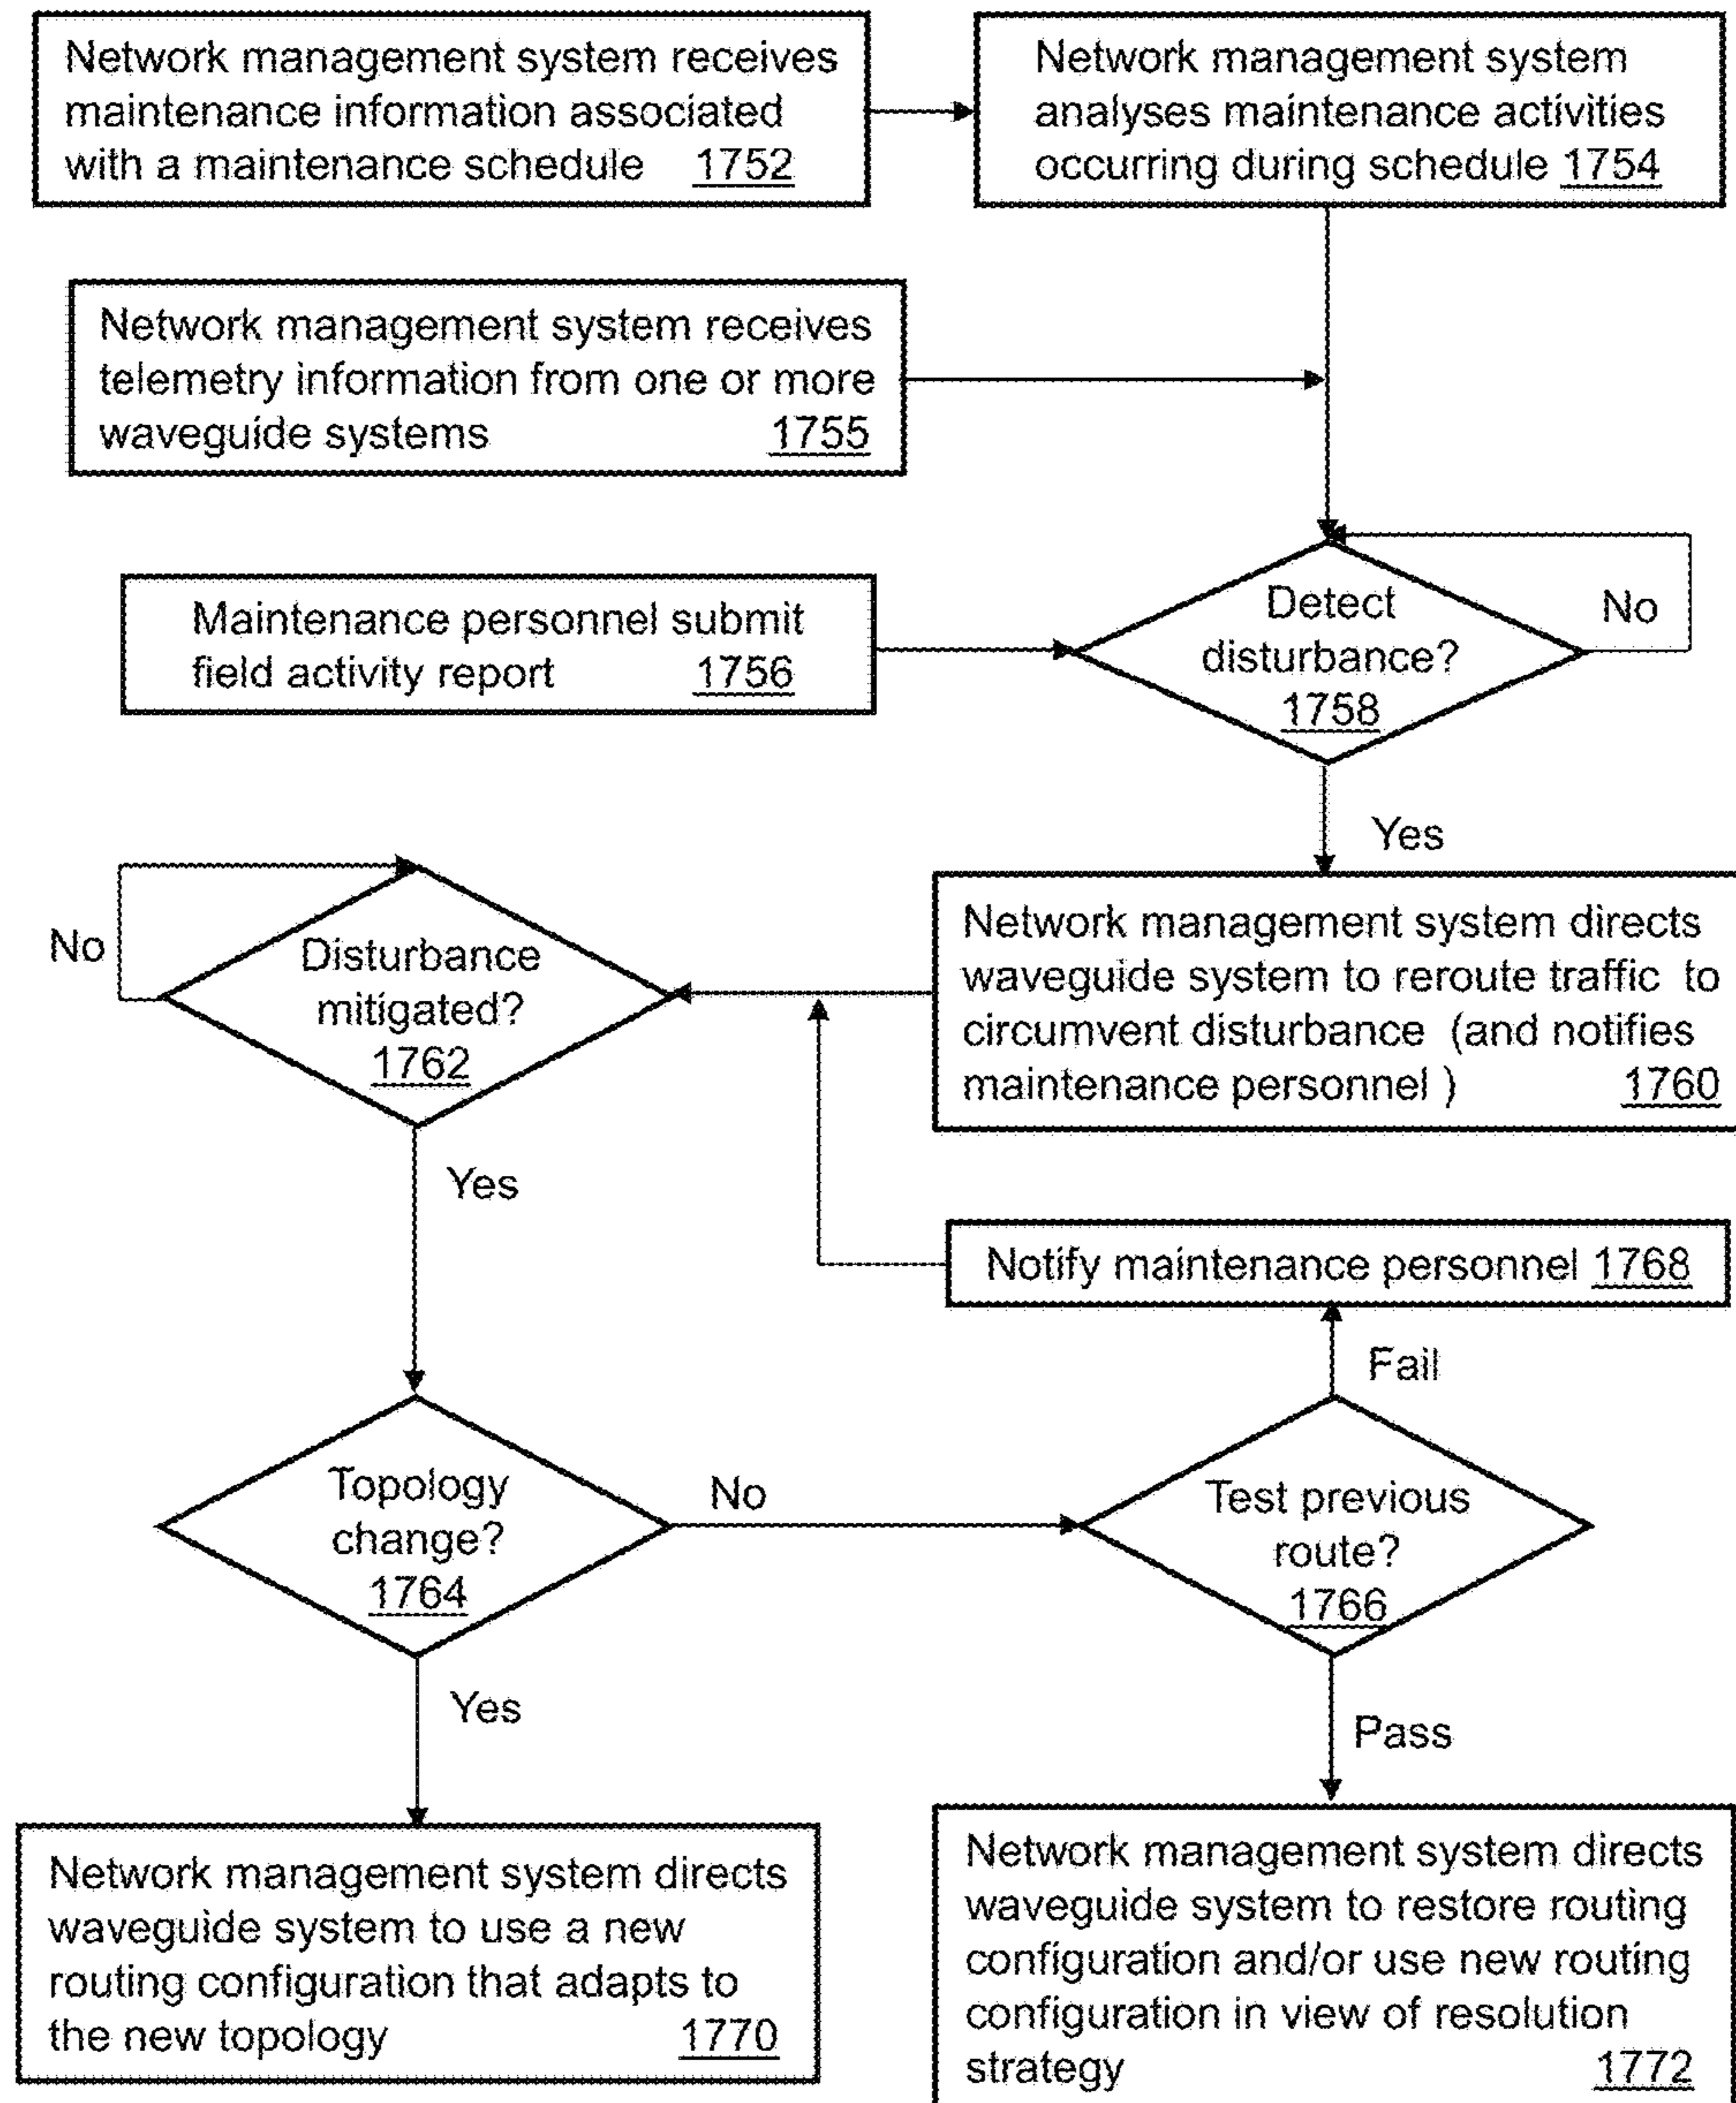 Network management system receives
maintenance information associated
with a maintenance schedule 1752
Network management system
analyses maintenance activities
occurring during schedule 1754
Network management system receives
telemetry information from one or more
waveguide systems 1755
Maintenance personnel submit
field activity report 1756
Detect
disturbance?
1758
No
Yes
Network management system directs
waveguide system to reroute traffic to
circumvent disturbance (and notifies
maintenance personnel ) 1760
Disturbance
mitigated?
1762
No
Yes
Notify maintenance personnel 1768
Fail
Topology
change?
1764
No
Test previous
route?
1766
Yes
Pass
Network management system directs
waveguide system to use a new
routing configuration that adapts to
the new topology 1770
Network management system directs
waveguide system to restore routing
configuration and/or use new routing
configuration in view of resolution
strategy 1772